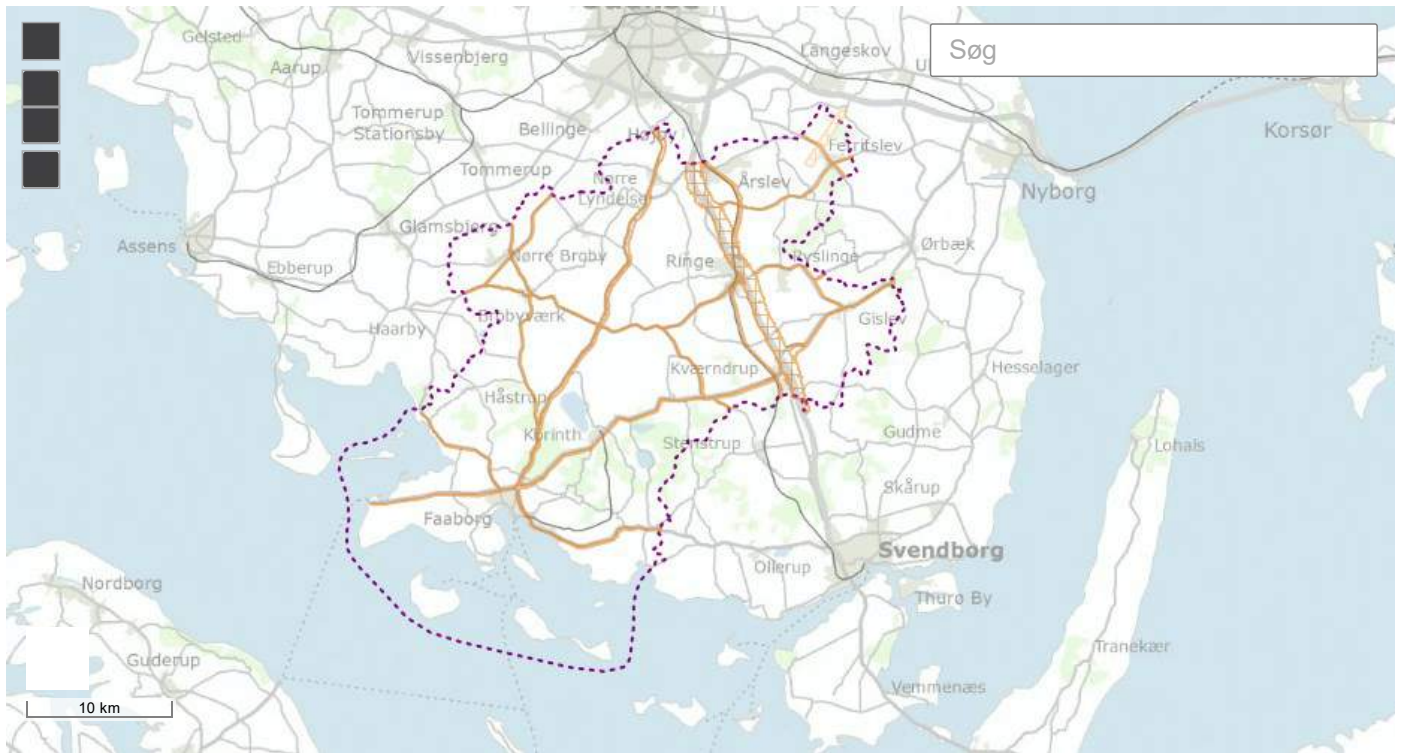 Gelsted
Aarup
Vissenbjerg
Langeskov
Søg
Tommerup
Stationsby
Bellinge
Højby
Ferritslev
Korsør
Tommerup
Nørre
Lyndelse
Årslev
Nyborg
Glamsbjerg
Assens
Ebberup
Nørre Broby
Ringe
Ryslinge
Ørbæk
Haarby
Brobyværk
Gislev
Kværndrup
Hesselager
Håstrup
Korinth
Stenstrup
Gudme
Lohals
Skårup
Faaborg
Svendborg
Ollerup
Nordborg
Thurø By
Guderup
Tranekær
Vemmenæs
10 km